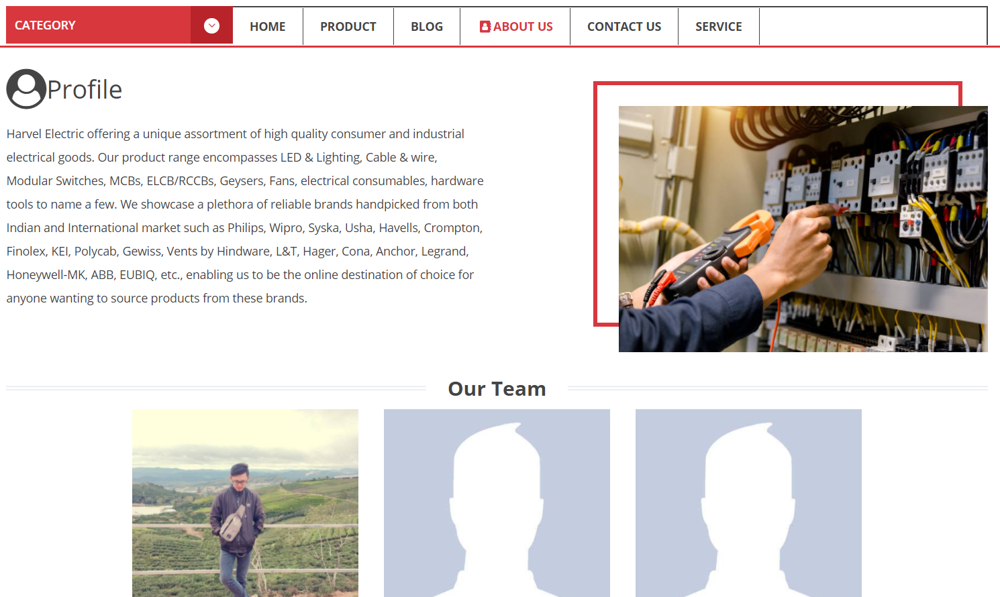 CATEGORY
HOME
PRODUCT
BLOG
ABOUT US
CONTACT US
SERVICE
Profile
Harvel Electric offering a unique assortment of high quality consumer and industrial
electrical goods. Our product range encompasses LED & Lighting, Cable & wire,
Modular Switches, MCBs, ELCB/RCCBs, Geysers, Fans, electrical consumables, hardware
tools to name a few. We showcase a plethora of reliable brands handpicked from both
Indian and International market such as Philips, Wipro, Syska, Usha, Havells, Crompton,
Finolex, KEI, Polycab, Gewiss, Vents by Hindware, L&T, Hager, Cona, Anchor, Legrand,
Honeywell-MK, ABB, EUBIQ, etc., enabling us to be the online destination of choice for
anyone wanting to source products from these brands.
Our Team